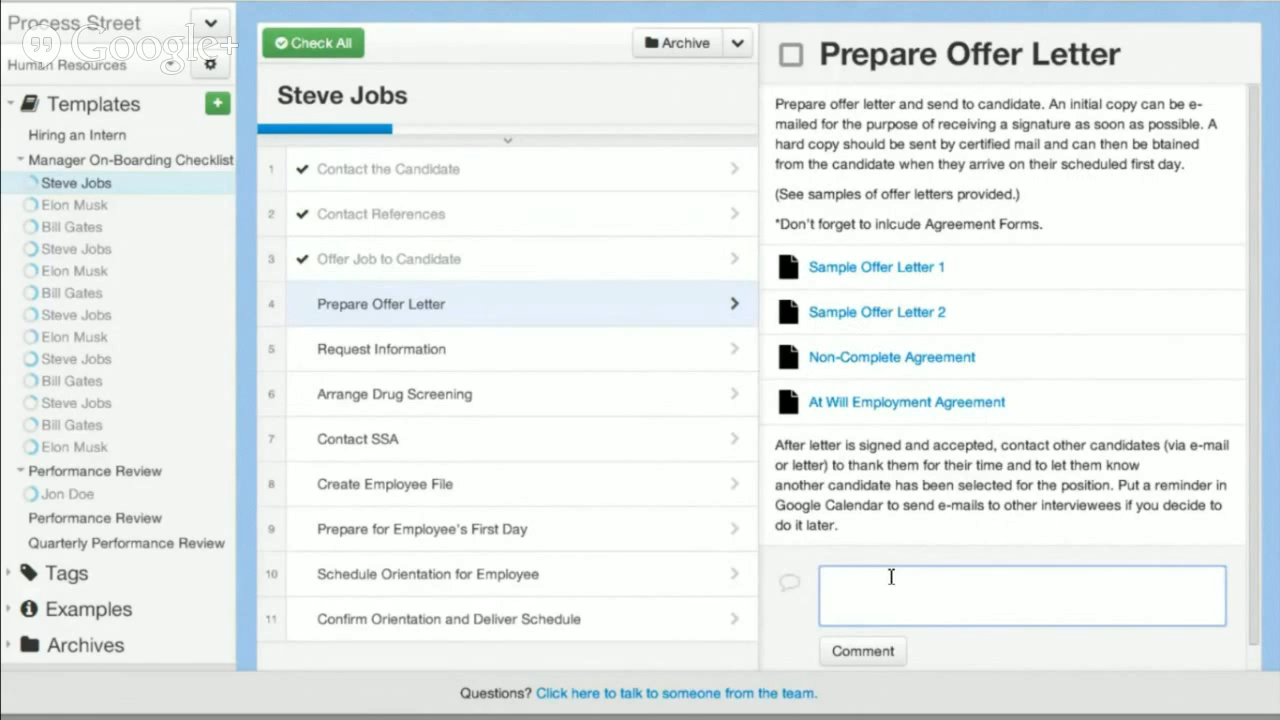 Process Street
Google+
Human Resources
Templates
Hiring an Intern
Manager On-Boarding Checklist
Steve Jobs
Elon Musk
Bill Gates
Steve Jobs
Elon Musk
Bill Gates
Steve Jobs
Elon Musk
Steve Jobs
Bill Gates
Steve Jobs
Bill Gates
Elon Musk
Performance Review
Jon Doe
Performance Review
Quarterly Performance Review
Tags
Examples
Archives
Check All
Archive
Steve Jobs
1 Contact the Candidate
2 Contact References
3 Offer Job to Candidate
4 Prepare Offer Letter
5 Request Information
6 Arrange Drug Screening
7 Contact SSA
8 Create Employee File
9 Prepare for Employee's First Day
10 Schedule Orientation for Employee
11 Confirm Orientation and Deliver Schedule
Prepare Offer Letter
Prepare offer letter and send to candidate. An initial copy can be e-
mailed for the purpose of receiving a signature as soon as possible. A
hard copy should be sent by certified mail and can then be btained
from the candidate when they arrive on their scheduled first day.
(See samples of offer letters provided.)
*Don't forget to inlcude Agreement Forms.
Sample Offer Letter 1
Sample Offer Letter 2
Non-Complete Agreement
At Will Employment Agreement
After letter is signed and accepted, contact other candidates (via e-mail
or letter) to thank them for their time and to let them know
another candidate has been selected for the position. Put a reminder in
Google Calendar to send e-mails to other interviewees if you decide to
do it later.
Comment
Questions? Click here to talk to someone from the team.